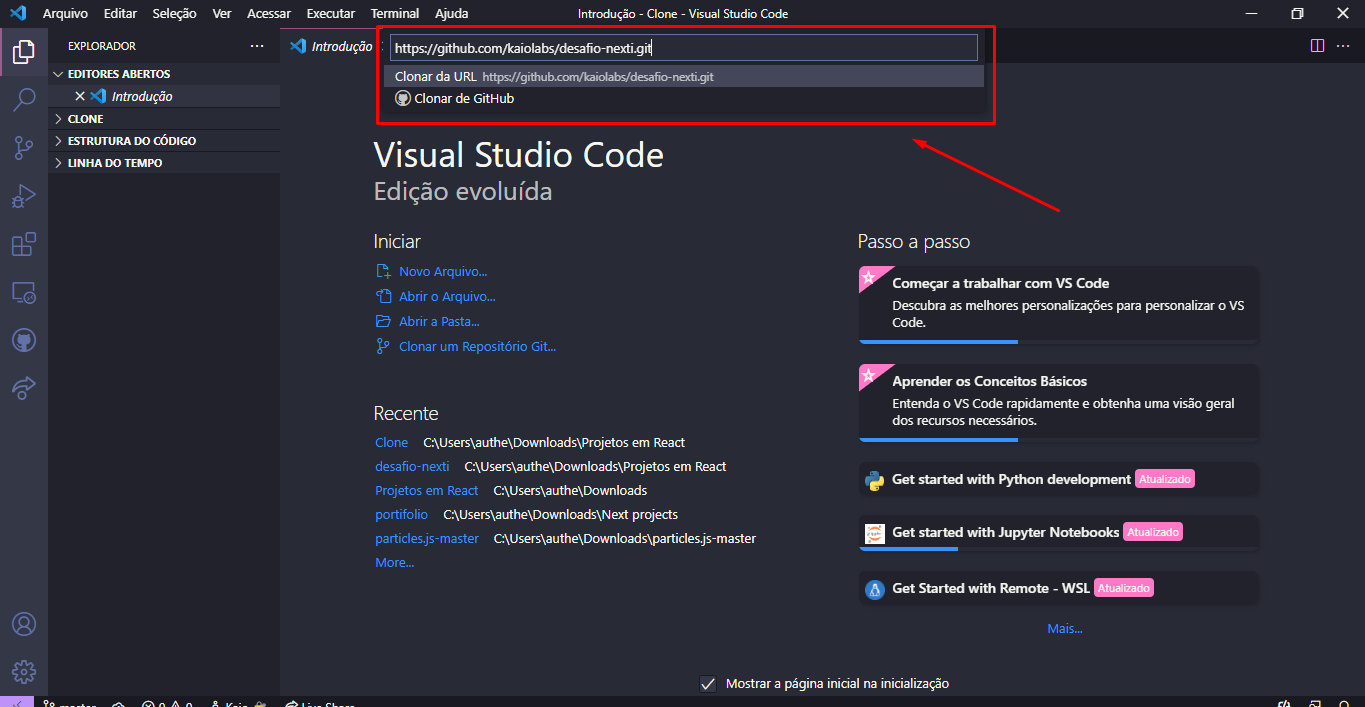 Arquivo Editar Seleção Ver Acessar Executar Terminal Ajuda Introdução - Clone - Visual Studio Code
EXPLORADOR
Introdução
https://github.com/kaiolabs/desafio-nexti.git
Clonar da URL https://github.com/kaiolabs/desafio-nexti.git
Clonar de GitHub
EDITORES ABERTOS
Introdução
CLONE
ESTRUTURA DO CÓDIGO
LINHA DO TEMPO
Visual Studio Code
Edição evoluída
Iniciar
Novo Arquivo...
Abrir o Arquivo...
Abrir a Pasta...
Clonar um Repositório Git...
Recente
Clone C:\Users\authe\Downloads\Projetos em React
desafio-nexti C:\Users\authe\Downloads\Projetos em React
Projetos em React C:\Users\authe\Downloads
portifolio C:\Users\authe\Downloads\Next projects
particles.js-master C:\Users\authe\Downloads\particles.js-master
More...
Passo a passo
Começar a trabalhar com VS Code
Descubra as melhores personalizações para personalizar o VS
Code.
Aprender os Conceitos Básicos
Entenda o VS Code rapidamente e obtenha uma visão geral
dos recursos necessários.
Get started with Python development Atualizado
Get started with Jupyter Notebooks Atualizado
Get Started with Remote - WSL Atualizado
Mais...
Mostrar a página inicial na inicialização
master 0 0 Kaio Live Share